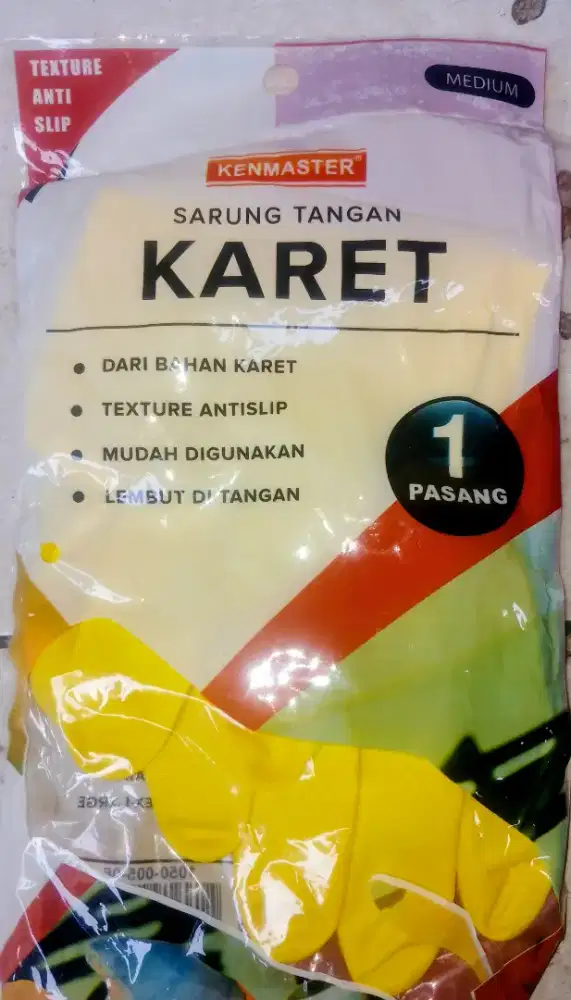 TEXTURE
ANTI
SLIP
MEDIUM
KENMASTER®
SARUNG TANGAN
KARET
• DARI BAHAN KARET
• TEXTURE ANTISLIP
• MUDAH DIGUNAKAN
• LEMBUT DI TANGAN
1
PASANG